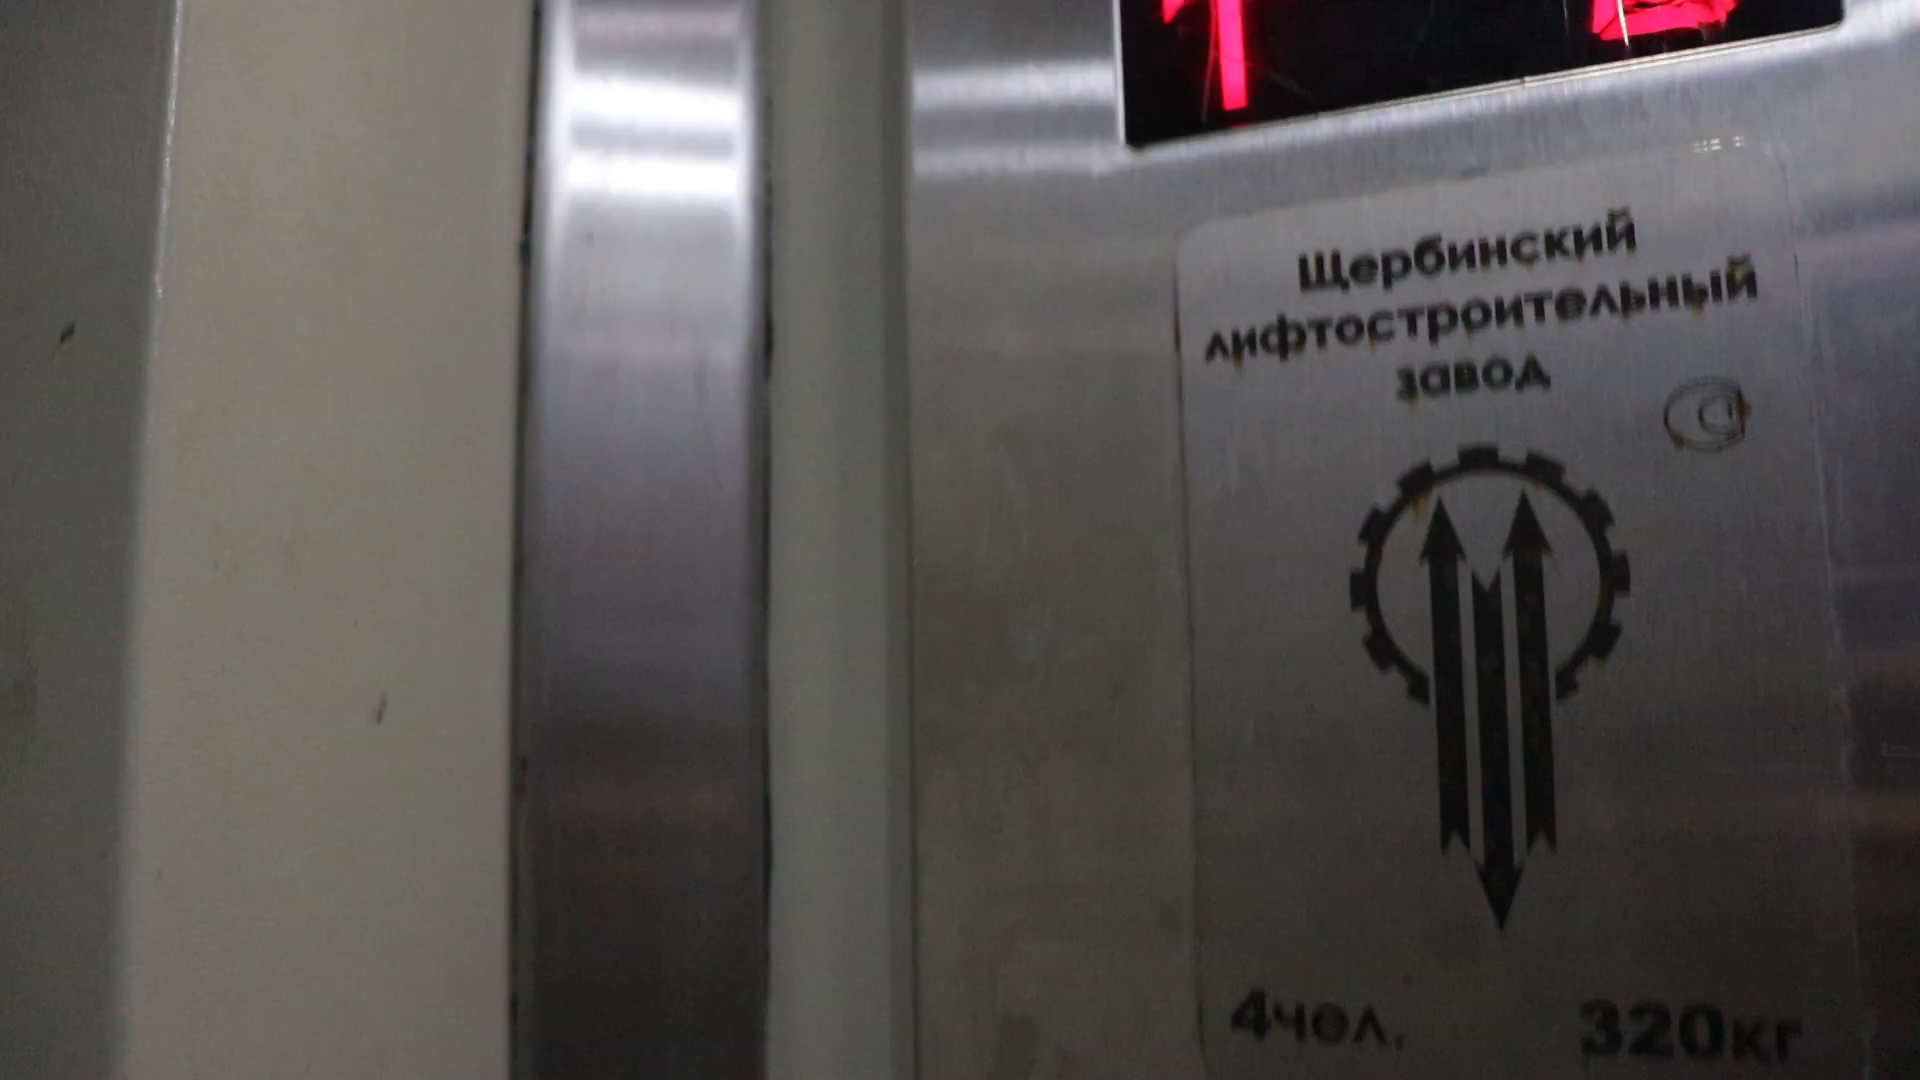 Щербинский
лифтостроительный
завод
4чел.
320кг